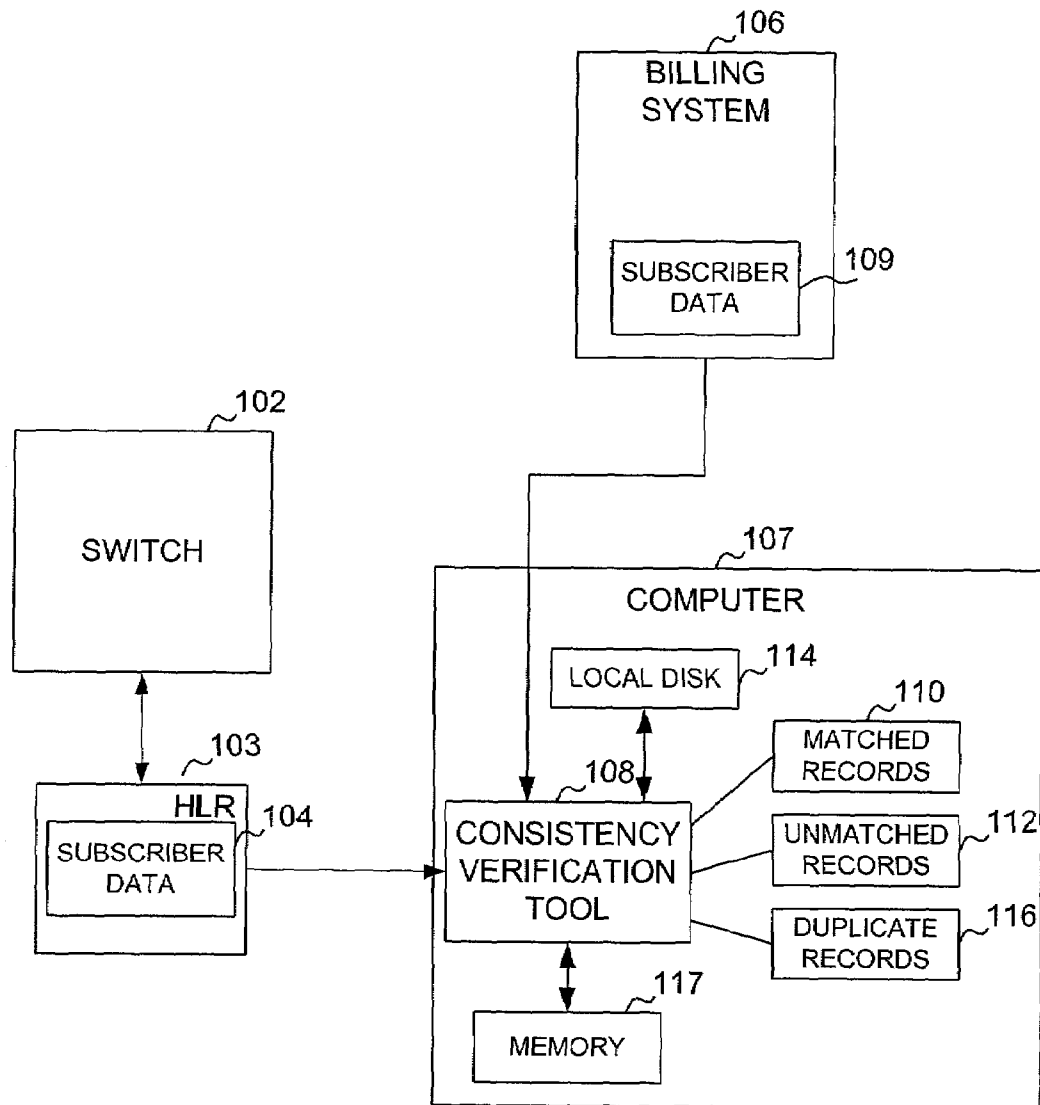 106
BILLING
SYSTEM
SUBSCRIBER
DATA
109
102
SWITCH
107
COMPUTER
LOCAL DISK
114
110
MATCHED
RECORDS
103
HLR
104
SUBSCRIBER
DATA
108
CONSISTENCY
VERIFICATION
TOOL
UNMATCHED
RECORDS
112
DUPLICATE
RECORDS
116
117
MEMORY